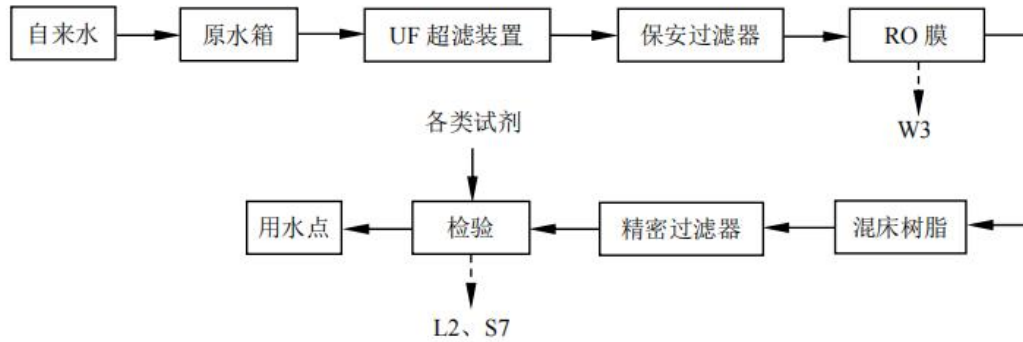 自来水
原水箱
UF 超滤装置
保安过滤器
RO 膜
W3
各类试剂
用水点
检验
精密过滤器
混床树脂
L2、S7